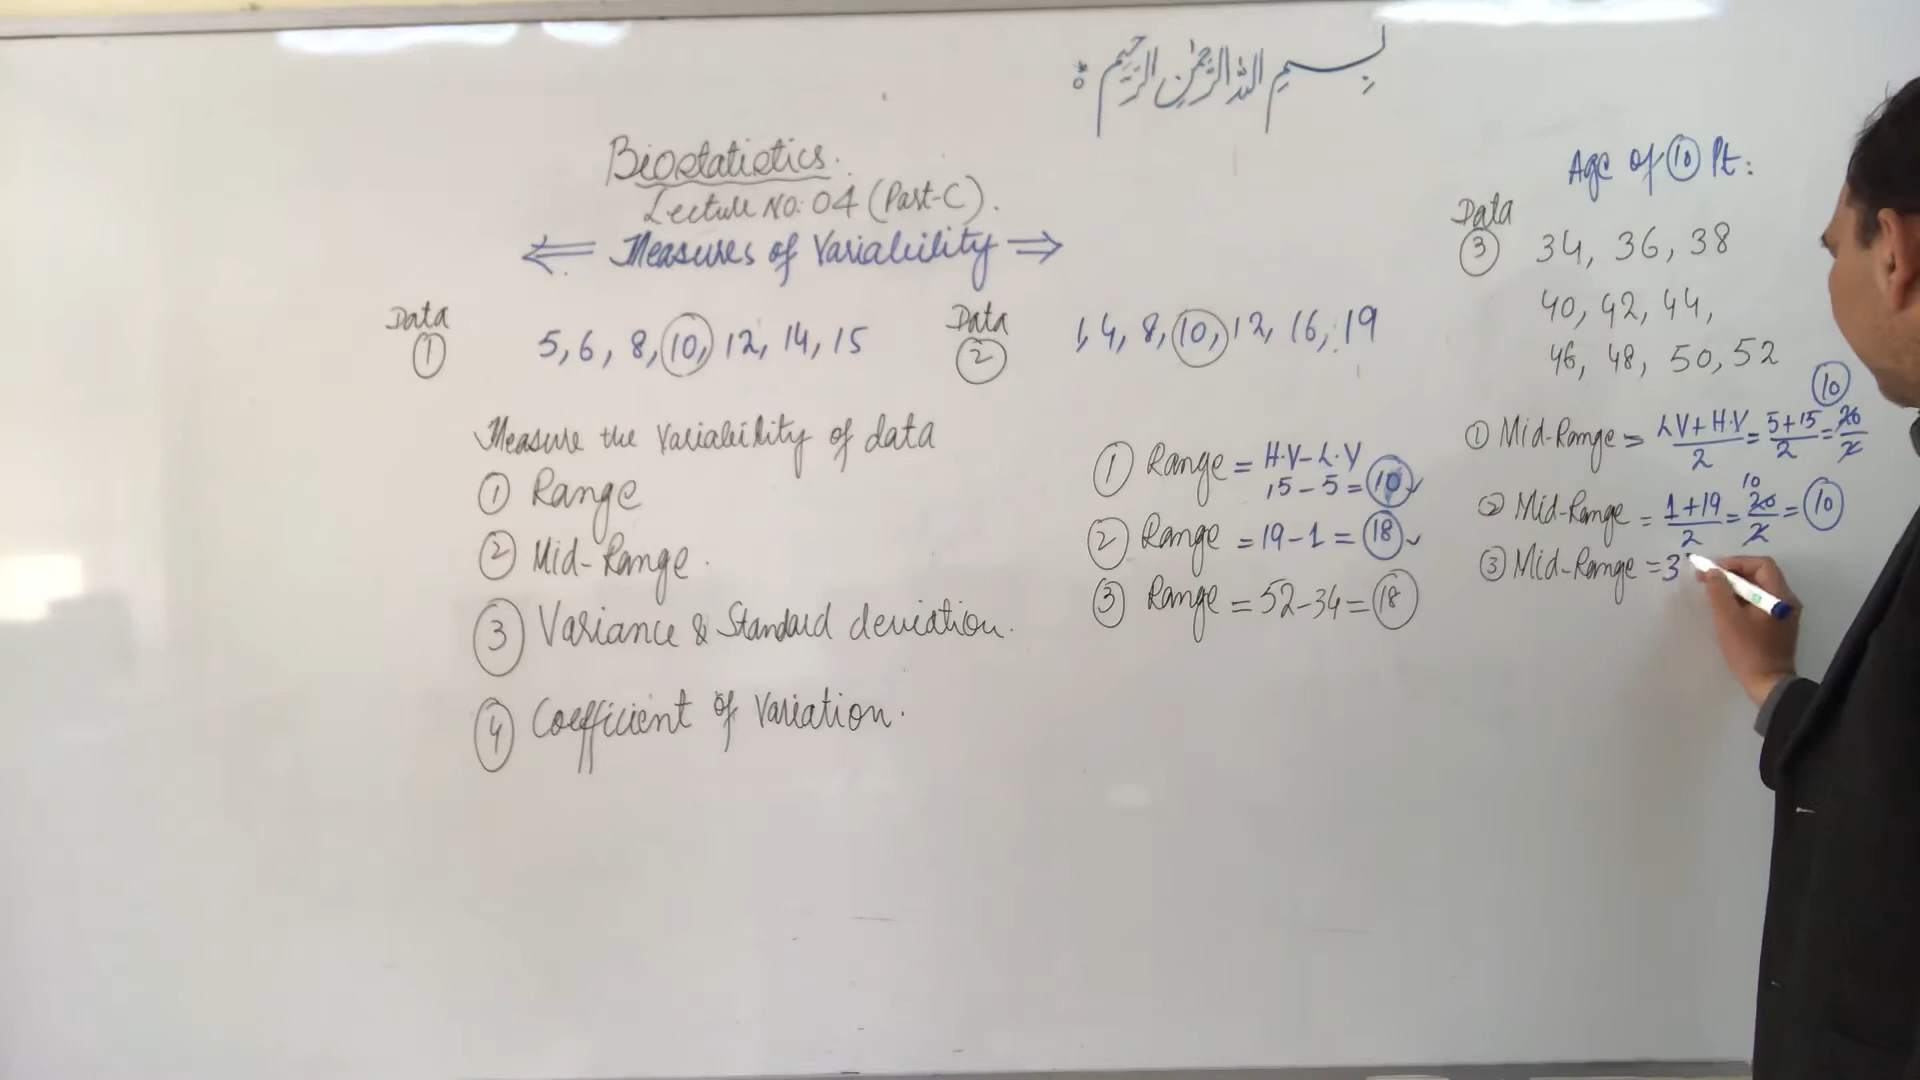 بسم الله الرحمن الرحيم
Biostatistics.
Lecture No: 04 (Part-C).
Measures of Variability
Data ① 5, 6, 8, 10, 12, 14, 15
Data ② 1, 4, 8, 10, 12, 16, 19
Measure the Variability of data
① Range
② Mid-Range.
③ Variance & Standard deviation.
④ Coefficient of Variation.
① Range = H.V - L.V
15 - 5 = 10
② Range = 19 - 1 = 18
③ Range = 52 - 34 = 18
Age of ⑩ Pt:
Data ③ 34, 36, 38
40, 42, 44,
46, 48, 50, 52
① Mid-Range = LV + H.V / 2 = 5 + 15 / 2 = 20 / 2 10
② Mid-Range = 1 + 19 / 2 = 20 / 2 10 = 10
③ Mid-Range = 3